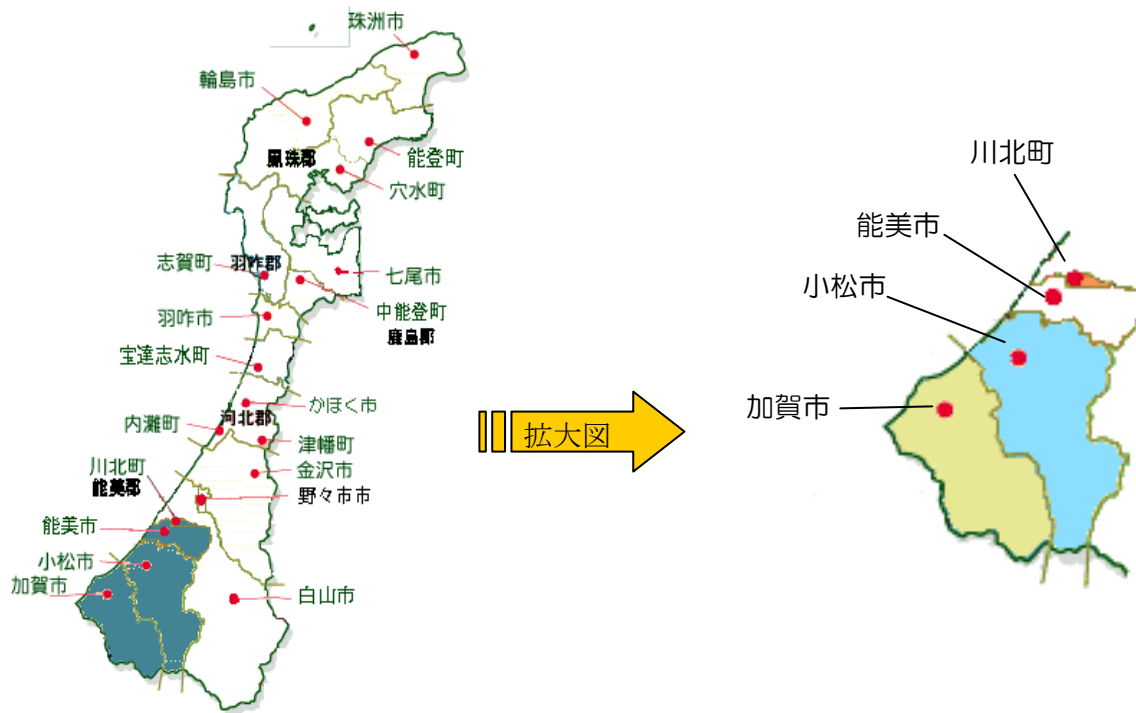 珠洲市
輪島市
能登町
鳳珠郡
穴水町
志賀町
羽咋郡
七尾市
中能登町
羽咋市
鹿島郡
宝達志水町
かほく市
河北郡
内灘町
津幡町
川北町
金沢市
能美郡
野々市市
能美市
小松市
加賀市
白山市
拡大図
川北町
能美市
小松市
加賀市